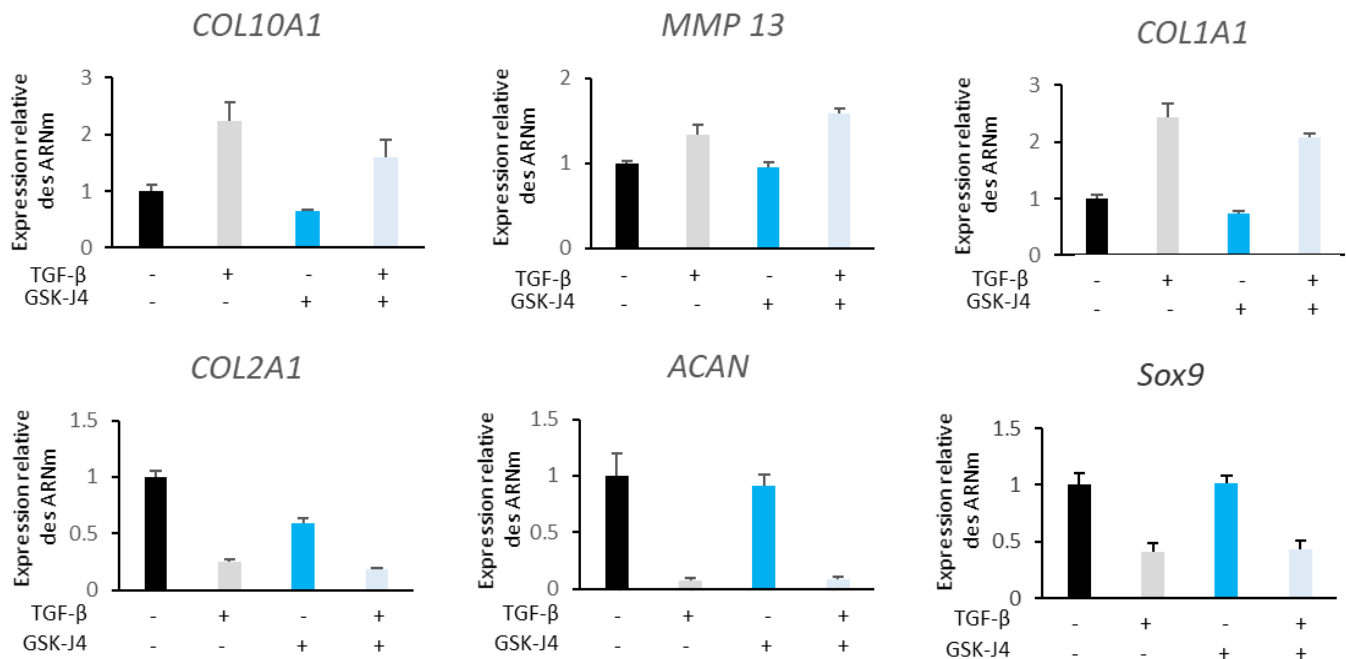 COL10A1
Expression relative
des ARNm
3
2
1
0
TGF-β - + - +
GSK-J4 - - + +
MMP 13
Expression relative
des ARNm
2
1
0
TGF-β - + - +
GSK-J4 - - + +
COL1A1
Expression relative
des ARNm
3
2
1
0
TGF-β - + - +
GSK-J4 - - + +
COL2A1
Expression relative
des ARNm
1.5
1
0.5
0
TGF-β - + - +
GSK-J4 - - + +
ACAN
Expression relative
des ARNm
1.5
1
0.5
0
TGF-β - + - +
GSK-J4 - - + +
Sox9
Expression relative
des ARNm
1.5
1
0.5
0
TGF-β - + - +
GSK-J4 - - + +